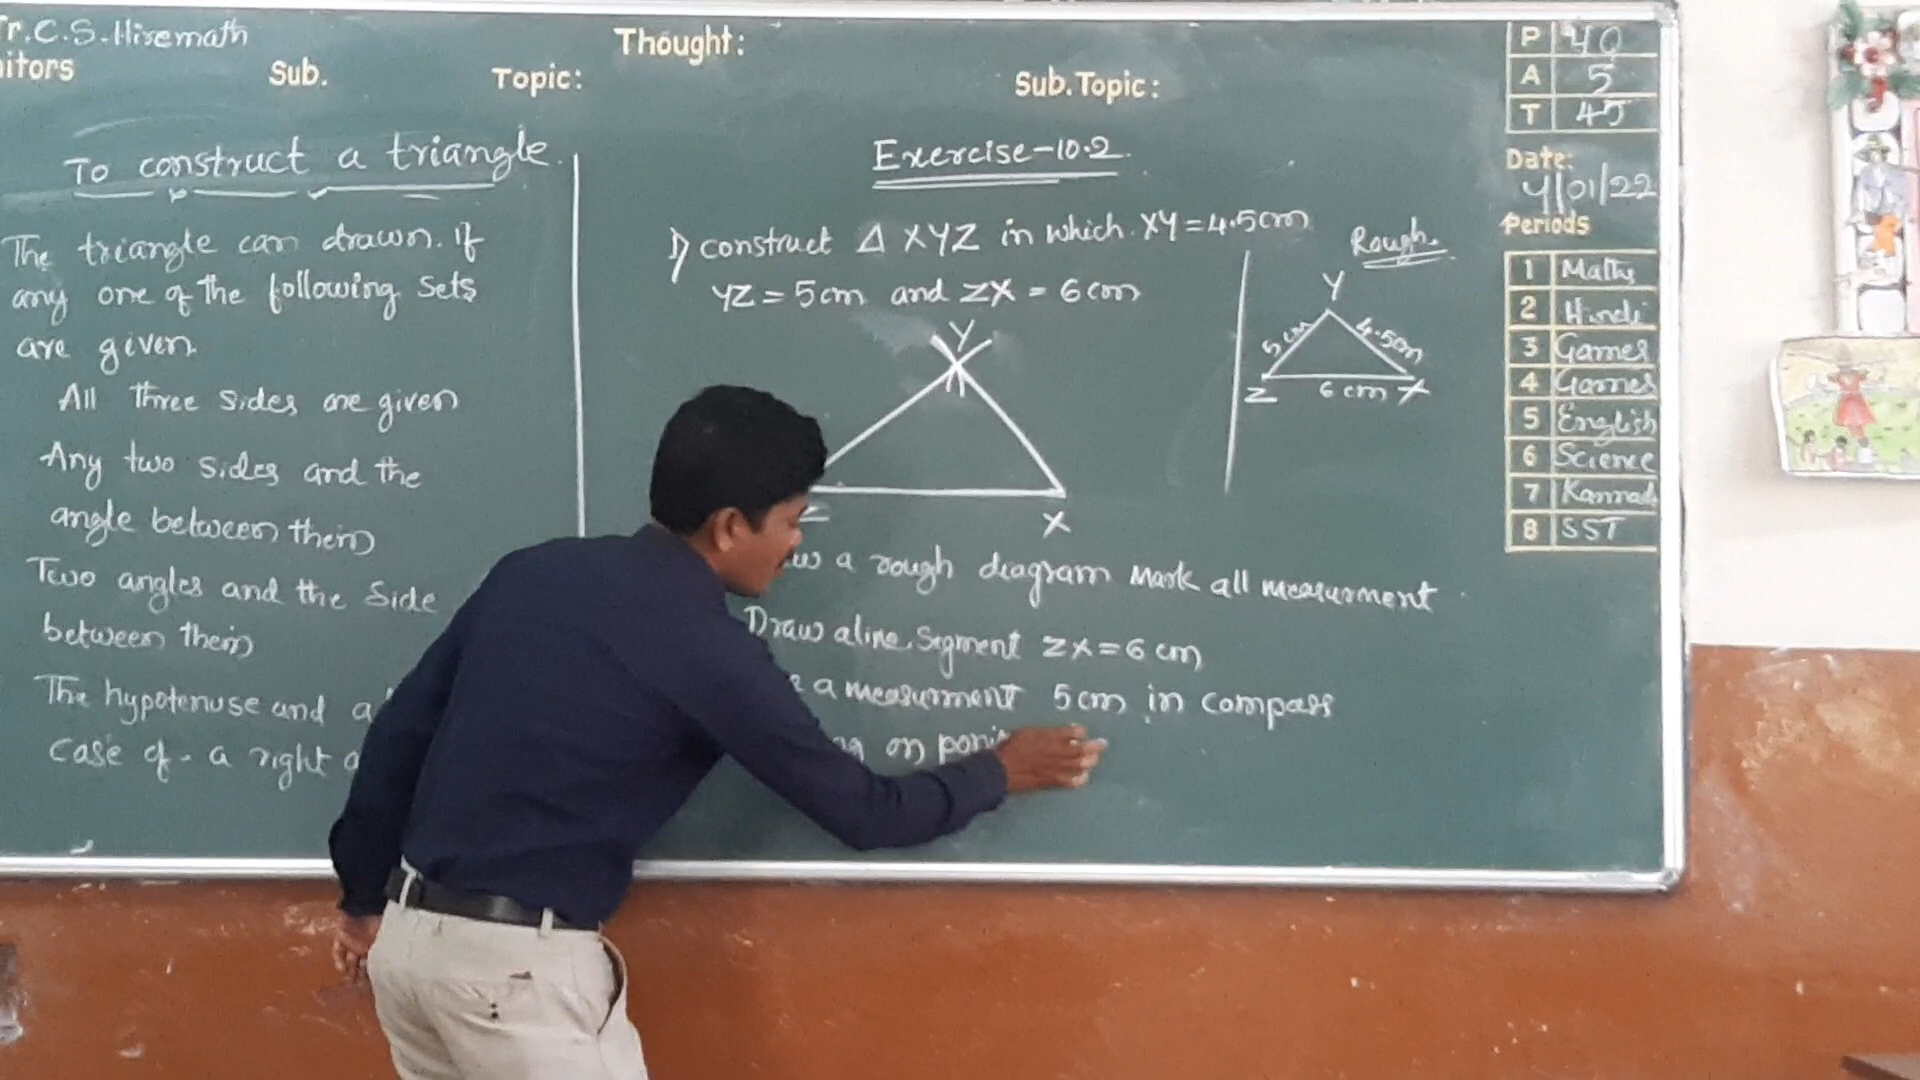 Tr. C.S. Hiremath
itors
Sub.
Topic:
Thought:
Sub. Topic:
P 40
A 5
T 45
Date:
4/01/22
Periods
1 Maths
2 Hindi
3 Games
4 Games
5 English
6 Science
7 Kannad
8 SST
To construct a triangle.
The triangle can drawn. If
any one of the following Sets
are given.
All three sides are given
Any two sides and the
angle between them
Two angles and the Side
between them
The hypotenuse and a
Case of a right a
Exercise-10.2.
1) construct Δ XYZ in which XY=4.5cm
YZ = 5cm and ZX = 6cm
Y
Z
X
Rough.
Y
5cm
4.5cm
Z
6 cm
X
w a rough diagram Mark all measurment
Draw a line Segment ZX=6 cm
a measurment 5cm in compass
on poni